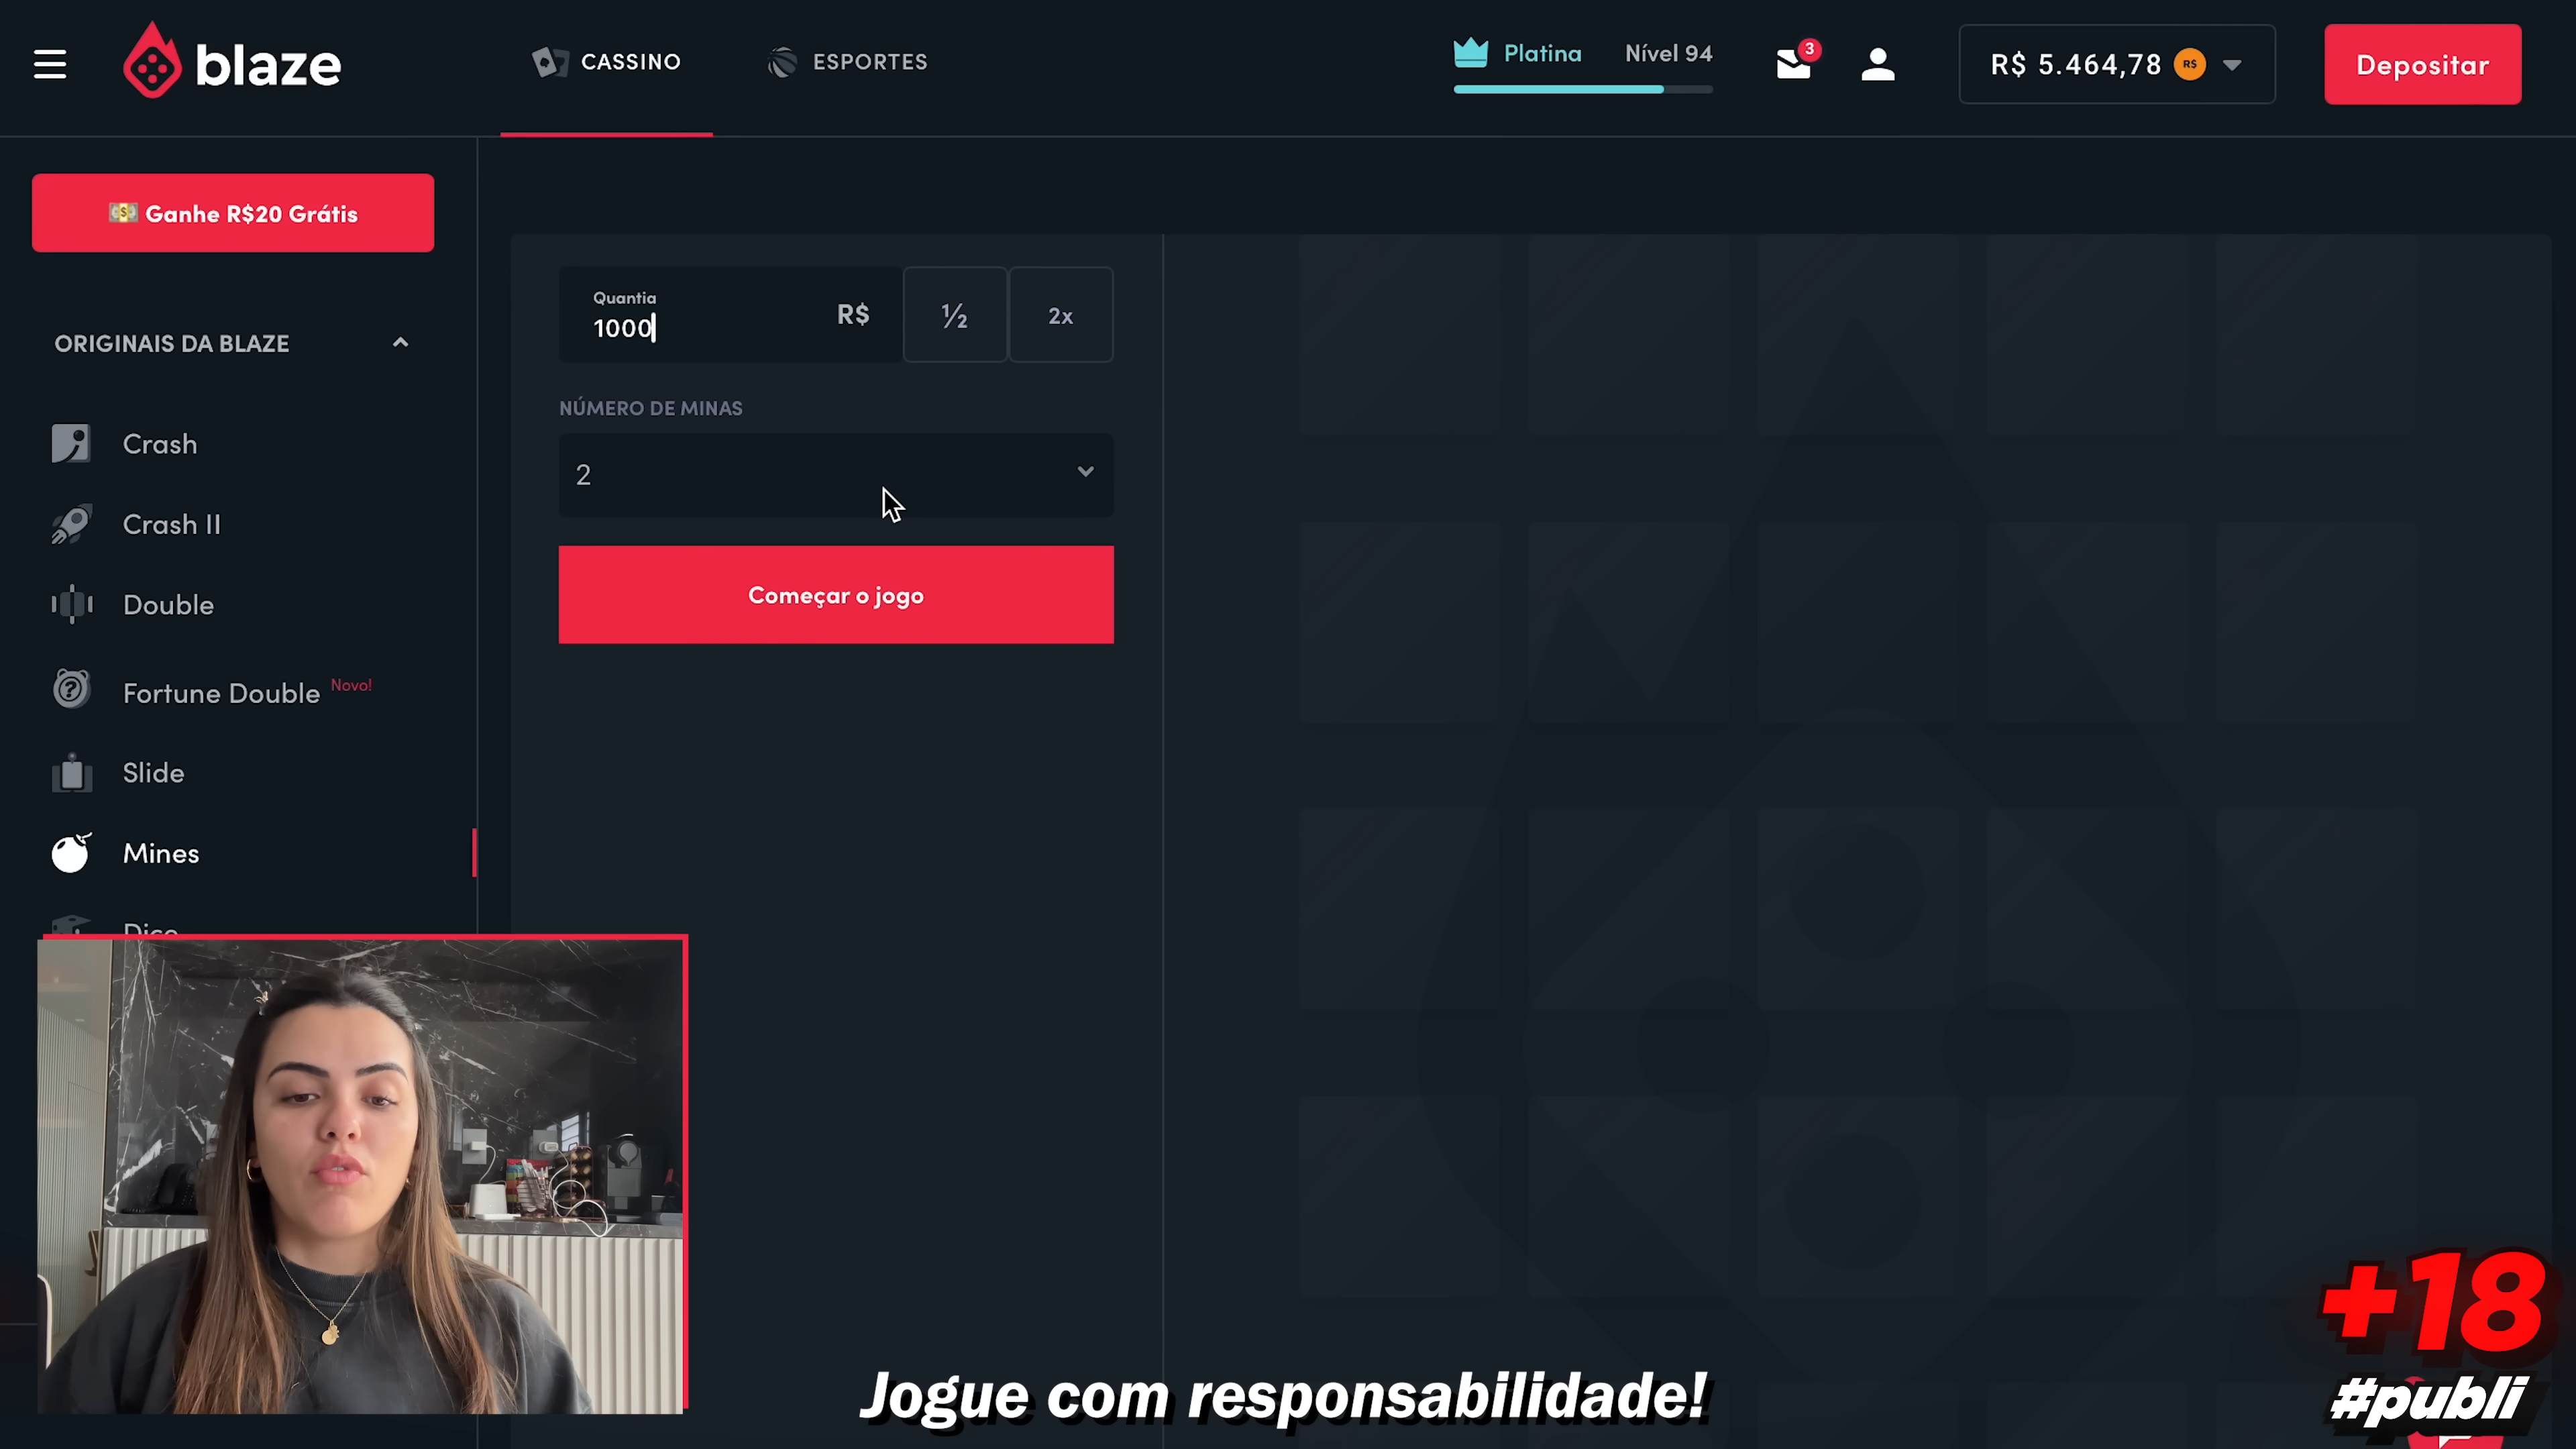 blaze
CASSINO
ESPORTES
Platina
Nível 94
3
R$ 5.464,78
R$
Depositar
Ganhe R$20 Grátis
ORIGINAIS DA BLAZE
Crash
Crash II
Double
Fortune Double Novo!
Slide
Mines
Dice
Quantia
1000
R$
½
2x
NÚMERO DE MINAS
2
Começar o jogo
Jogue com responsabilidade!
+18
#publi